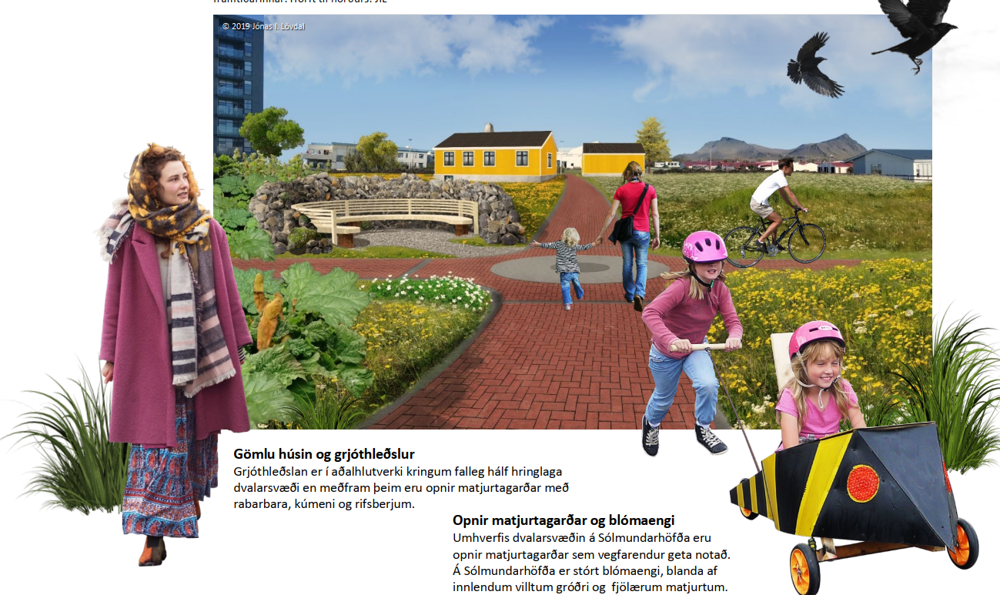 framtíðarinnar. Horft til norðurs. JIL
© 2019 Jónas I. Lövdal
Gömlu húsin og grjóthleðslur
Grjóthleðslan er í aðalhlutverki kringum falleg hálf hringlaga
dvalarsvæði en meðfram þeim eru opnir matjurtagarðar með
rabarbara, kúmeni og rifsberjum.
Opnir matjurtagarðar og blómaengi
Umhverfis dvalarsvæðin á Sólmundarhöfða eru
opnir matjurtagarðar sem vegfarendur geta notað.
Á Sólmundarhöfða er stórt blómaengi, blanda af
innlendum villtum gróðri og fjölærum matjurtum.